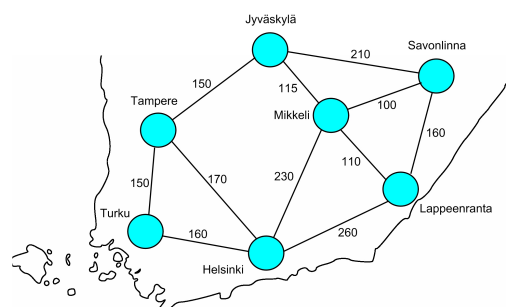 Jyväskylä
Savonlinna
210
150
115
Tampere
100
Mikkeli
160
110
150
170
230
Turku
Lappeenranta
160
260
Helsinki